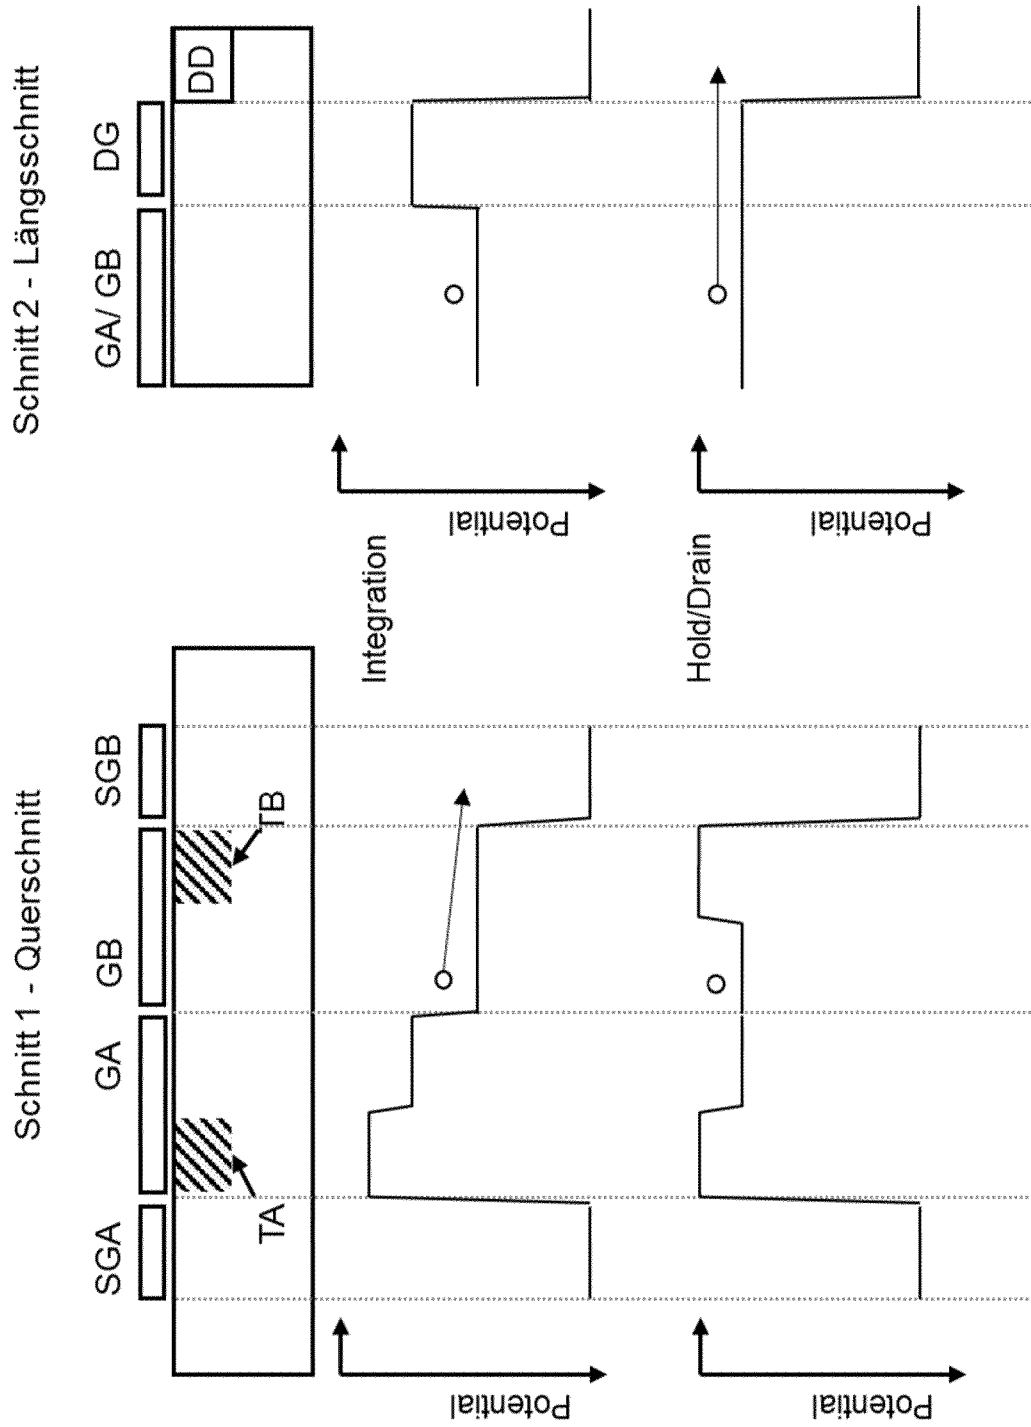 Schnitt 1 - Querschnitt
SGA
GA
GB
SGB
TA
TB
Potential
Integration
Potential
Hold/Drain
Schnitt 2 - Längsschnitt
GA/ GB
DG
DD
Potential
Potential